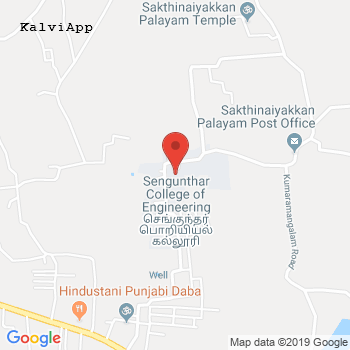 Sakthinaiyakkan
Palayam Temple
KalviApp
Sakthinaiyakkan
Palayam Post Office
Sengunthar
College of
Engineering
செங்குந்தர்
பொறியியல்
கல்லூரி
Kumaramangalam Road
Well
Hindustani Punjabi Daba
Google
Map data ©2019 Google